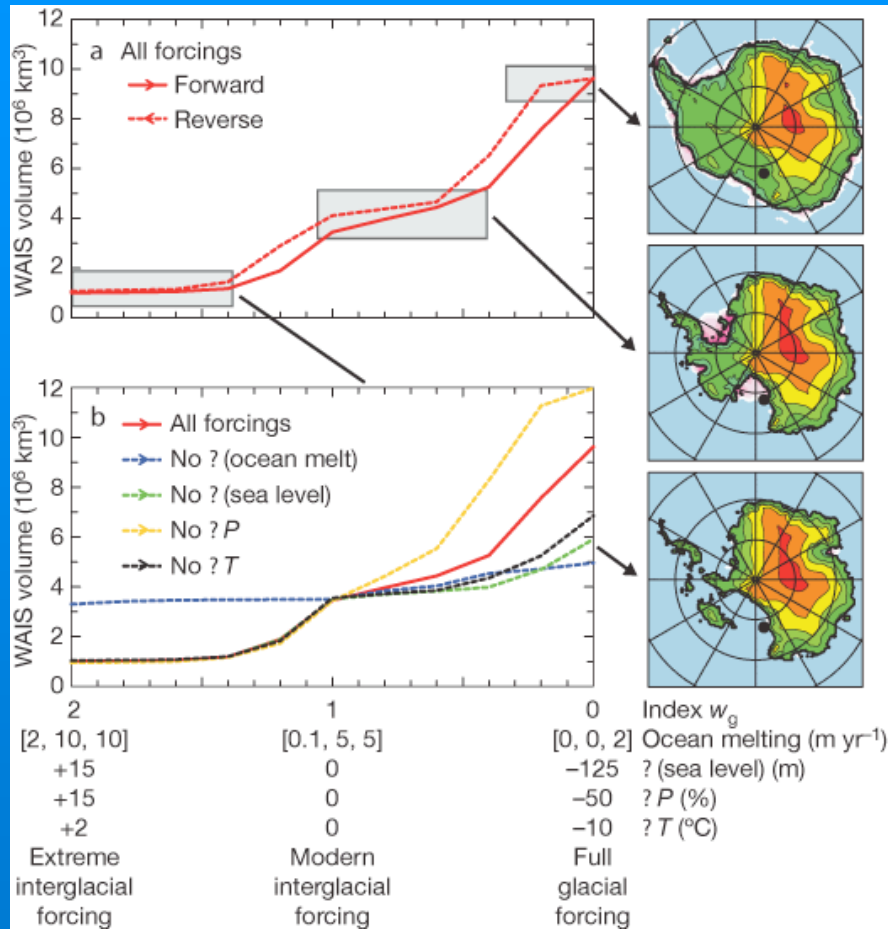 a
All forcings
Forward
Reverse
WAIS volume (10⁶ km³)
12
10
8
6
4
2
0
b
All forcings
No ? (ocean melt)
No ? (sea level)
No ? P
No ? T
WAIS volume (10⁶ km³)
12
10
8
6
4
2
0
2 1 0 Index w_g
[2, 10, 10] [0.1, 5, 5] [0, 0, 2] Ocean melting (m yr⁻¹)
+15 0 −125 ? (sea level) (m)
+15 0 −50 ? P (%)
+2 0 −10 ? T (ºC)
Extreme Modern Full
interglacial interglacial glacial
forcing forcing forcing